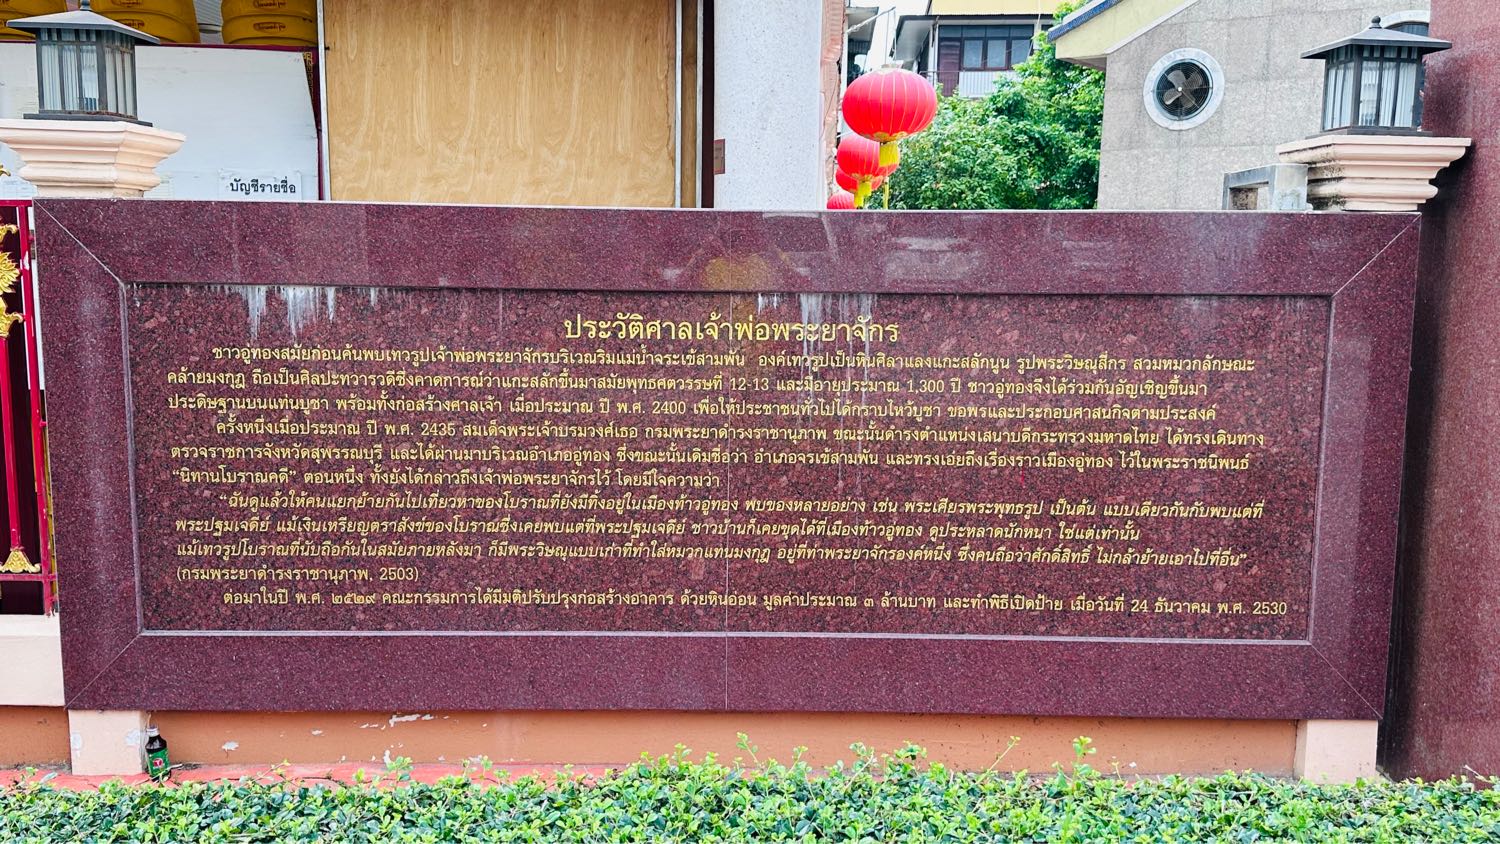 บัญชีรายชื่อ
ประวัติศาลเจ้าพ่อพระยาจักร
ชาวอู่ทองสมัยก่อนค้นพบเทวรูปเจ้าพ่อพระยาจักรบริเวณริมแม่น้ำจระเข้สามพัน องค์เทวรูปเป็นหินศิลาแลงแกะสลักนูน รูปพระวิษณุสี่กร สวมหมวกลักษณะ
คล้ายมงกุฎ ถือเป็นศิลปะทวารวดีซึ่งคาดการณ์ว่าแกะสลักขึ้นมาสมัยพุทธศตวรรษที่ 12-13 และมีอายุประมาณ 1,300 ปี ชาวอู่ทองจึงได้ร่วมกันอัญเชิญขึ้นมา
ประดิษฐานบนแท่นบูชา พร้อมทั้งก่อสร้างศาลเจ้า เมื่อประมาณ ปี พ.ศ. 2400 เพื่อให้ประชาชนทั่วไปได้กราบไหว้บูชา ขอพรและประกอบศาสนกิจตามประสงค์
ครั้งหนึ่งเมื่อประมาณ ปี พ.ศ. 2435 สมเด็จพระเจ้าบรมวงศ์เธอ กรมพระยาดำรงราชานุภาพ ขณะนั้นดำรงตำแหน่งเสนาบดีกระทรวงมหาดไทย ได้ทรงเดินทาง
ตรวจราชการจังหวัดสุพรรณบุรี และได้ผ่านมาบริเวณอำเภออู่ทอง ซึ่งขณะนั้นเดิมชื่อว่า อำเภอจรเข้สามพัน และทรงเอ่ยถึงเรื่องราวเมืองอู่ทอง ไว้ในพระราชนิพนธ์
“นิทานโบราณคดี” ตอนหนึ่ง ทั้งยังได้กล่าวถึงเจ้าพ่อพระยาจักรไว้ โดยมีใจความว่า
“ฉันดูแล้วให้คนแยกย้ายกันไปเที่ยวหาของโบราณที่ยังมีทิ้งอยู่ในเมืองท้าวอู่ทอง พบของหลายอย่าง เช่น พระเศียรพระพุทธรูป เป็นต้น แบบเดียวกันกับพบแต่ที่
พระปฐมเจดีย์ แม้เงินเหรียญตราสังข์ของโบราณซึ่งเคยพบแต่ที่พระปฐมเจดีย์ ชาวบ้านก็เคยขุดได้ที่เมืองท้าวอู่ทอง ดูประหลาดนักหนา ใช่แต่เท่านั้น
แม้เทวรูปโบราณที่นับถือกันในสมัยภายหลังมา ก็มีพระวิษณุแบบเก่าที่ทำใส่หมวกแทนมงกุฎ อยู่ที่ท่าพระยาจักรองค์หนึ่ง ซึ่งคนถือว่าศักดิ์สิทธิ์ ไม่กล้าย้ายเอาไปที่อื่น”
(กรมพระยาดำรงราชานุภาพ, 2503)
ต่อมาในปี พ.ศ. ๒๕๒๙ คณะกรรมการได้มีมติปรับปรุงก่อสร้างอาคาร ด้วยหินอ่อน มูลค่าประมาณ ๓ ล้านบาท และทำพิธีเปิดป้าย เมื่อวันที่ 24 ธันวาคม พ.ศ. 2530